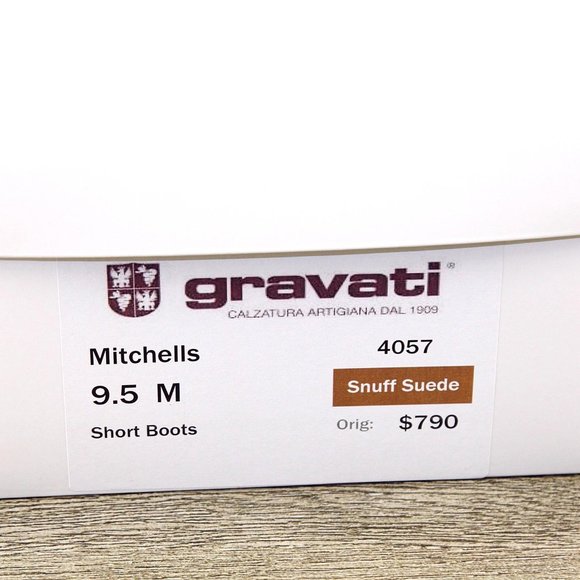 gravati®
CALZATURA ARTIGIANA DAL 1909
Mitchells 4057
9.5 M Snuff Suede
Short Boots Orig: $790